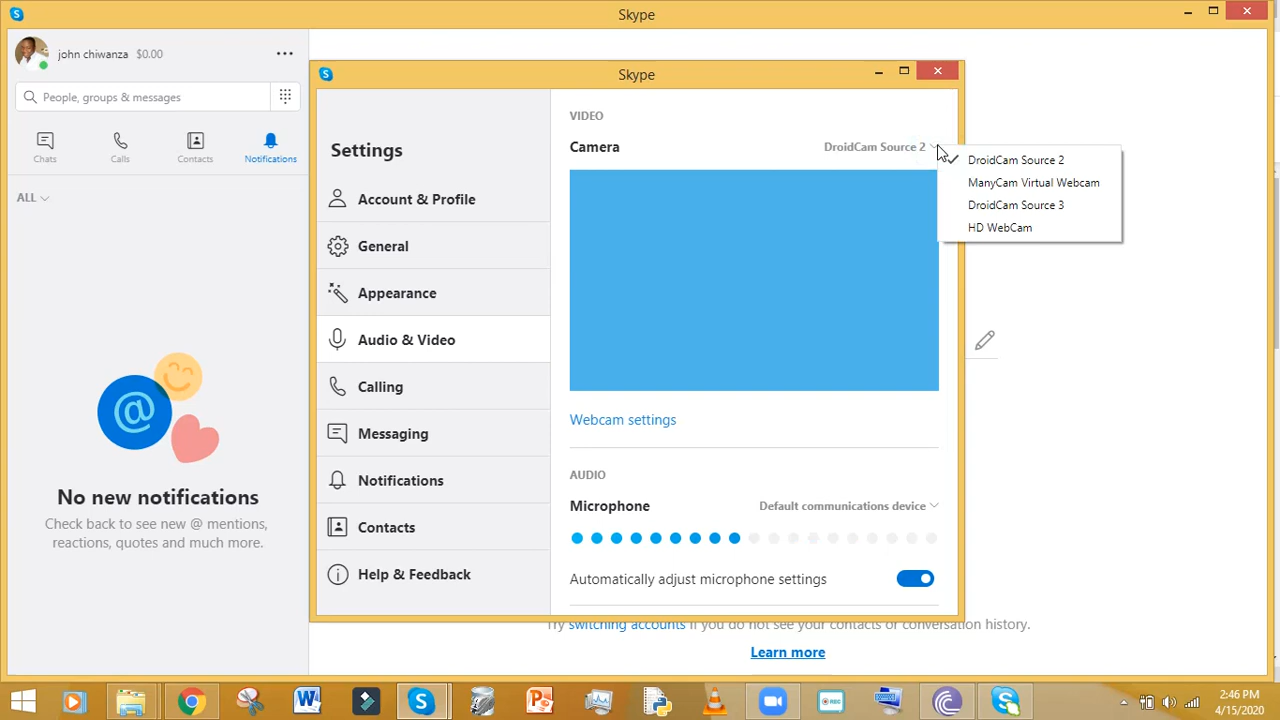 Skype
john chiwanza $0.00
People, groups & messages
Chats
Calls
Contacts
Notifications
ALL
@
No new notifications
Check back to see new @ mentions,
reactions, quotes and much more.
Skype
Settings
Account & Profile
General
Appearance
Audio & Video
Calling
Messaging
Notifications
Contacts
Help & Feedback
VIDEO
Camera
DroidCam Source 2
DroidCam Source 2
ManyCam Virtual Webcam
DroidCam Source 3
HD WebCam
Webcam settings
AUDIO
Microphone
Default communications device
Automatically adjust microphone settings
Try switching accounts if you do not see your contacts or conversation history.
Learn more
2:46 PM
4/15/2020